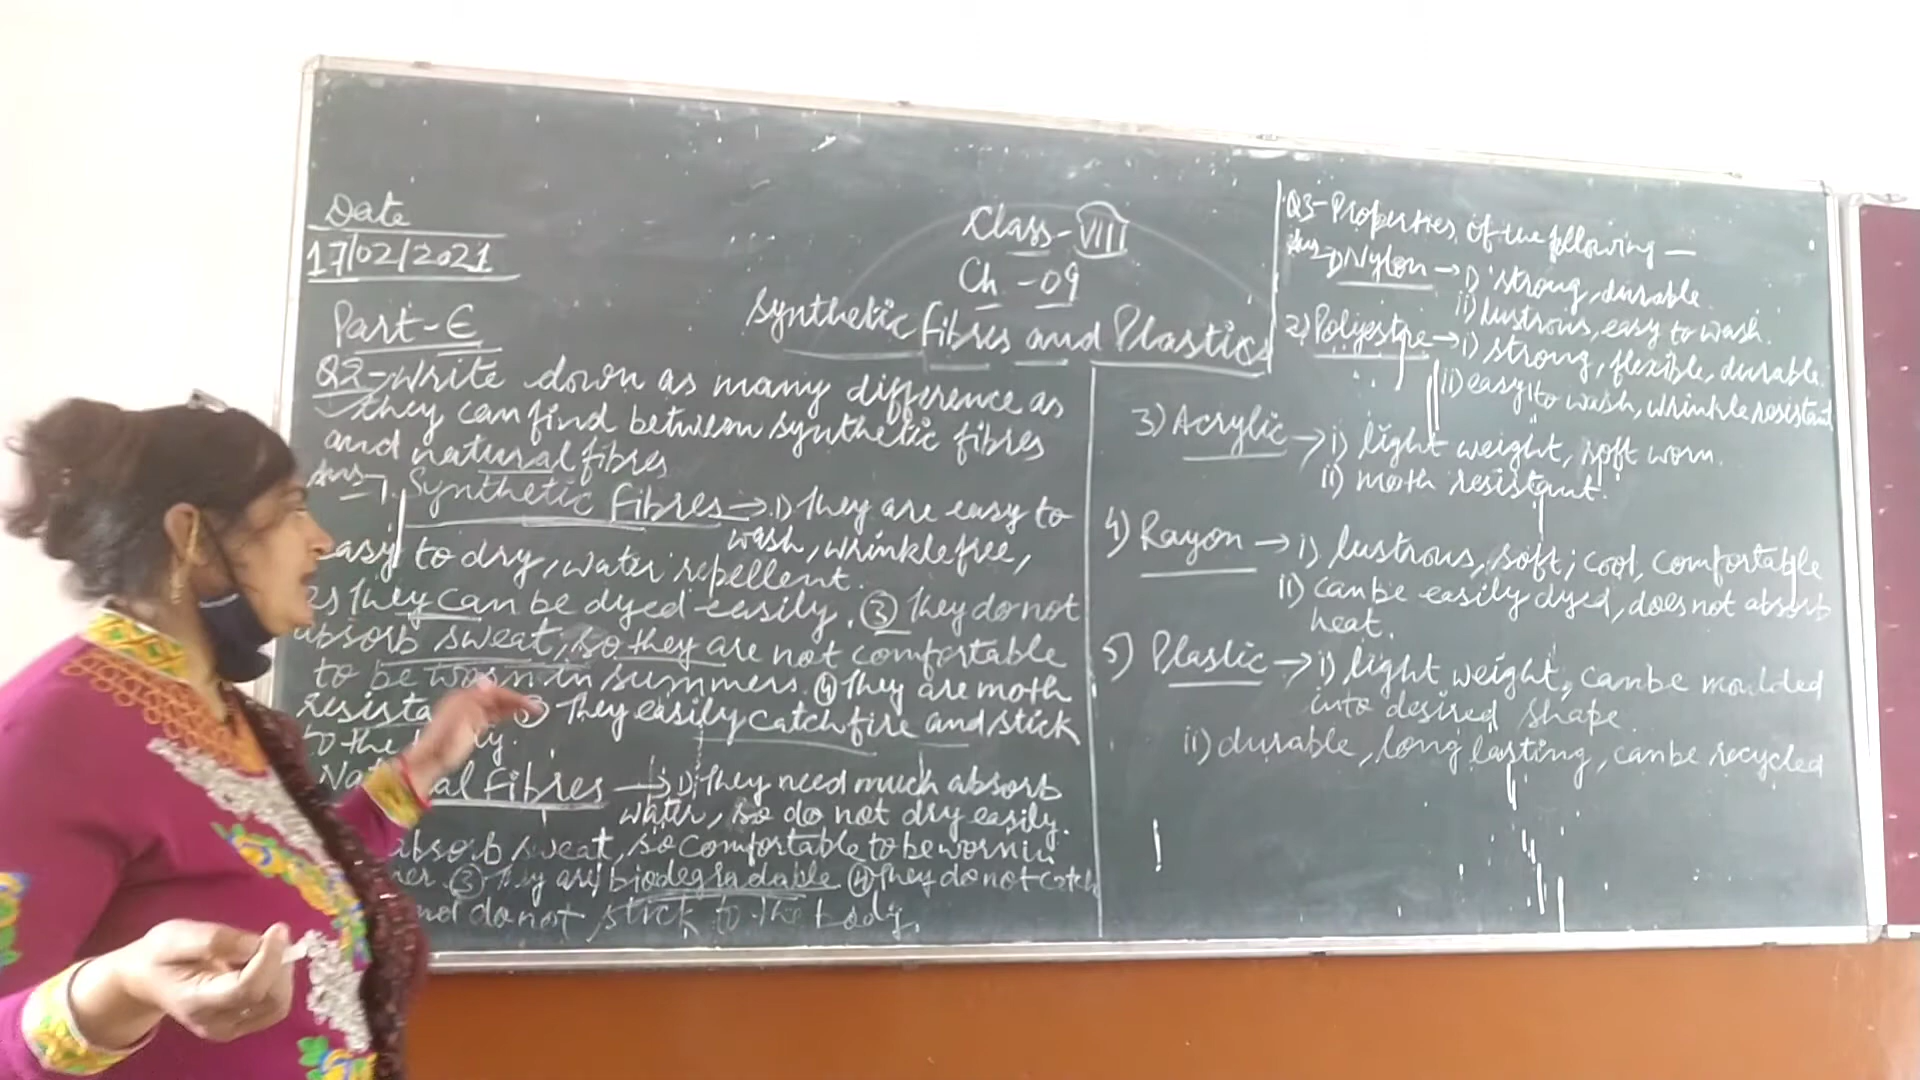 Date
17/02/2021
Class - VIII
Ch - 09
Synthetic Fibres and Plastics
Part - E
Q2 - Write down as many difference as
they can find between synthetic fibres
and natural fibres
Ans - Synthetic Fibres → 1) They are easy to
wash, wrinkle free,
easy to dry, water repellent.
They can be dyed easily. ③ They do not
absorb sweat, so they are not comfortable
to be worn in summers. ④ They are moth
They easily catch fire and stick
to the
Fibres → 1) They need much absorb
water, so do not dry easily.
absorb sweat, so comfortable to be worn in
③ They are biodegradable ④ They do not catch
do not stick to the body.
Q3 - Properties of the following —
Ans 1) Nylon → i) strong, durable
ii) lustrous, easy to wash.
2) Polyestre → i) strong, flexible, durable.
ii) easy to wash, wrinkle resistant
3) Acrylic → i) light weight, soft worn.
ii) moth resistant.
4) Rayon → i) lustrous, soft, cool, comfortable
ii) can be easily dyed, does not absorb
heat.
5) Plastic → i) light weight, can be moulded
into desired shape
ii) durable, long lasting, can be recycled